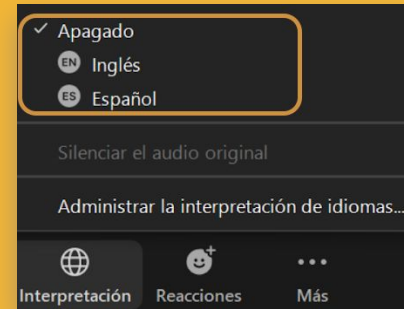 Apagado
EN Inglés
ES Español
Silenciar el audio original
Administrar la interpretación de idiomas...
Interpretación Reacciones Más